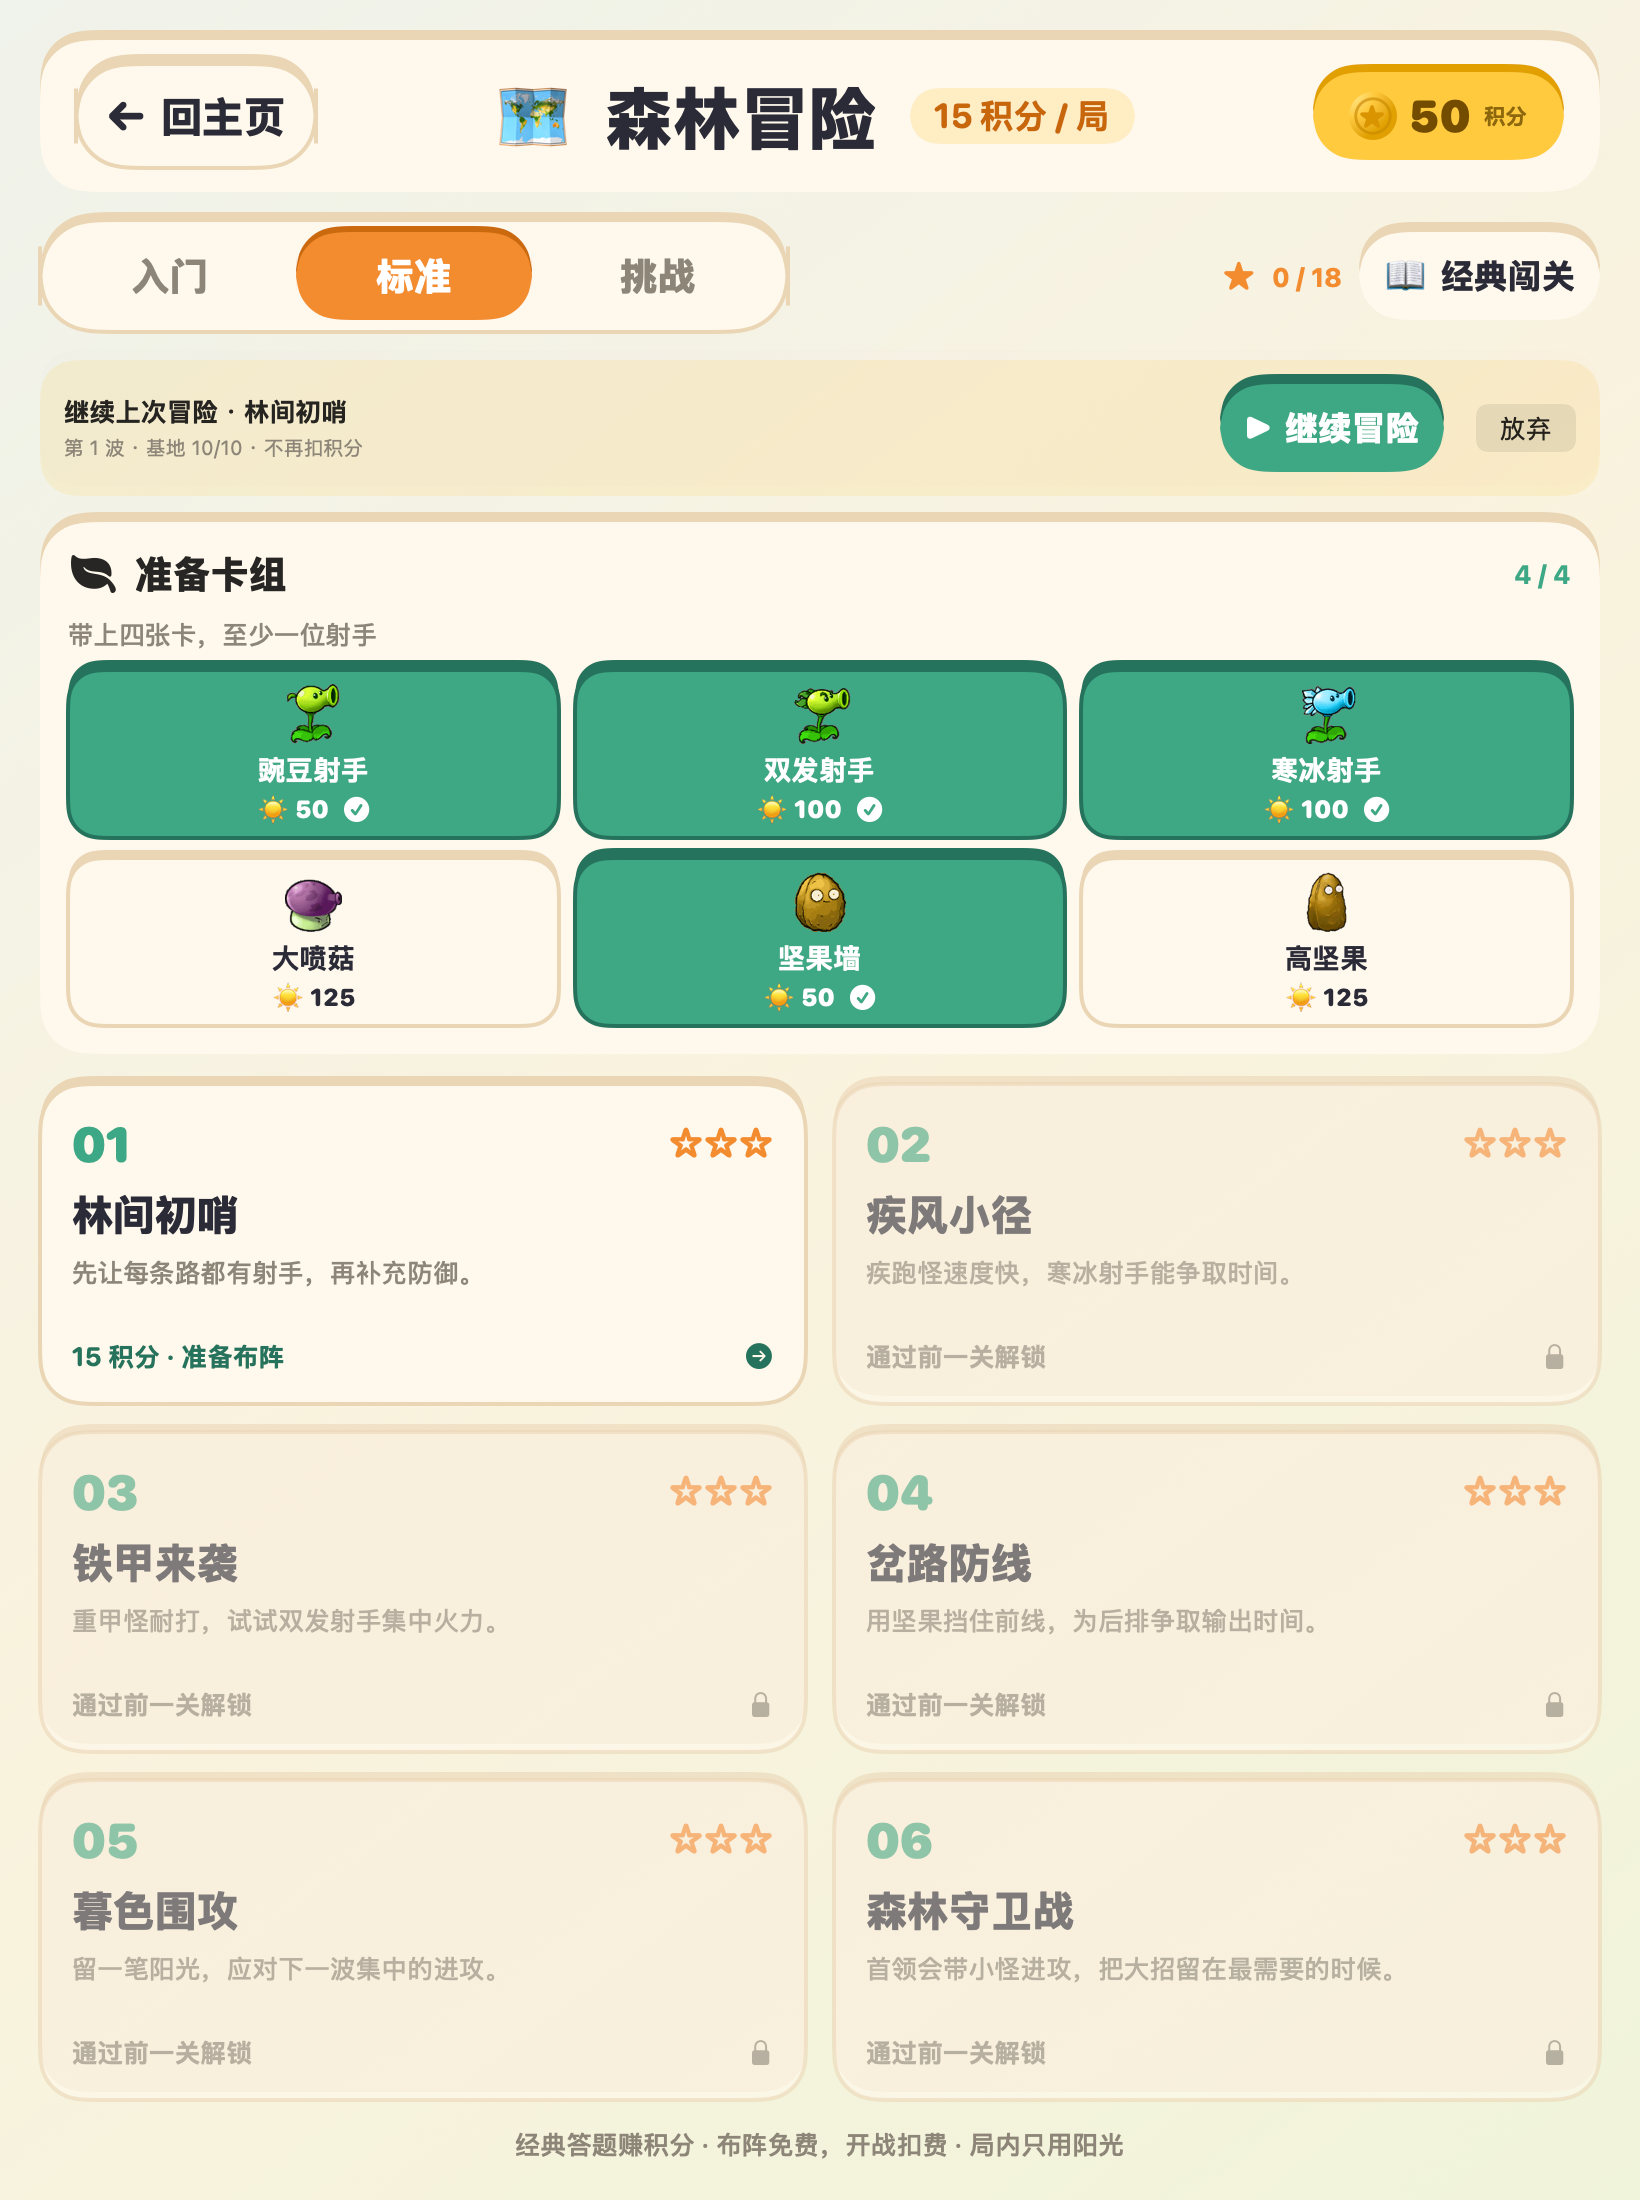 回主页
森林冒险
15 积分 / 局
50 积分
入门
标准
挑战
0 / 18
经典闯关
继续上次冒险 · 林间初哨
第 1 波 · 基地 10/10 · 不再扣积分
继续冒险
放弃
准备卡组
4 / 4
带上四张卡，至少一位射手
豌豆射手
50
双发射手
100
寒冰射手
100
大喷菇
125
坚果墙
50
高坚果
125
01
林间初哨
先让每条路都有射手，再补充防御。
15 积分 · 准备布阵
02
疾风小径
疾跑怪速度快，寒冰射手能争取时间。
通过前一关解锁
03
铁甲来袭
重甲怪耐打，试试双发射手集中火力。
通过前一关解锁
04
岔路防线
用坚果挡住前线，为后排争取输出时间。
通过前一关解锁
05
暮色围攻
留一笔阳光，应对下一波集中的进攻。
通过前一关解锁
06
森林守卫战
首领会带小怪进攻，把大招留在最需要的时候。
通过前一关解锁
经典答题赚积分 · 布阵免费，开战扣费 · 局内只用阳光